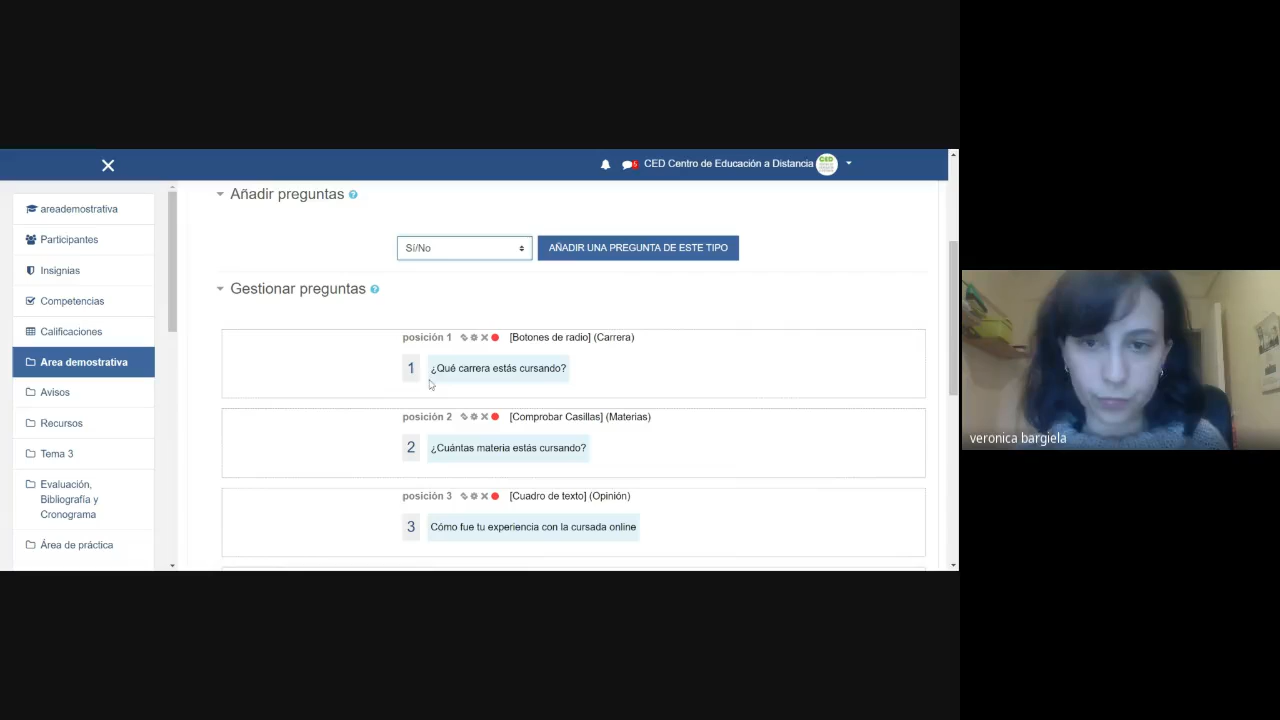 CED Centro de Educación a Distancia
areademostrativa
Participantes
Insignias
Competencias
Calificaciones
Area demostrativa
Avisos
Recursos
Tema 3
Evaluación,
Bibliografía y
Cronograma
Área de práctica
Añadir preguntas
Sí/No
AÑADIR UNA PREGUNTA DE ESTE TIPO
Gestionar preguntas
posición 1 [Botones de radio] (Carrera)
1 ¿Qué carrera estás cursando?
posición 2 [Comprobar Casillas] (Materias)
2 ¿Cuántas materia estás cursando?
posición 3 [Cuadro de texto] (Opinión)
3 Cómo fue tu experiencia con la cursada online
veronica bargiela